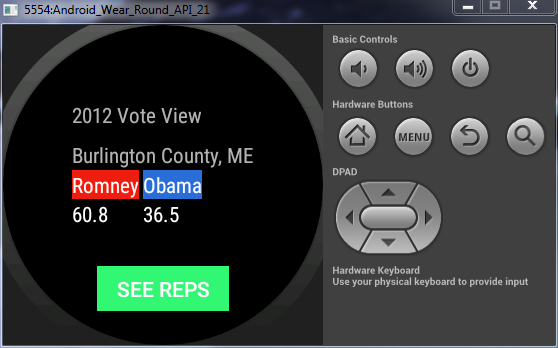 5554:Android_Wear_Round_API_21
2012 Vote View
Burlington County, ME
Romney Obama
60.8 36.5
SEE REPS
Basic Controls
Hardware Buttons
MENU
DPAD
Hardware Keyboard
Use your physical keyboard to provide input